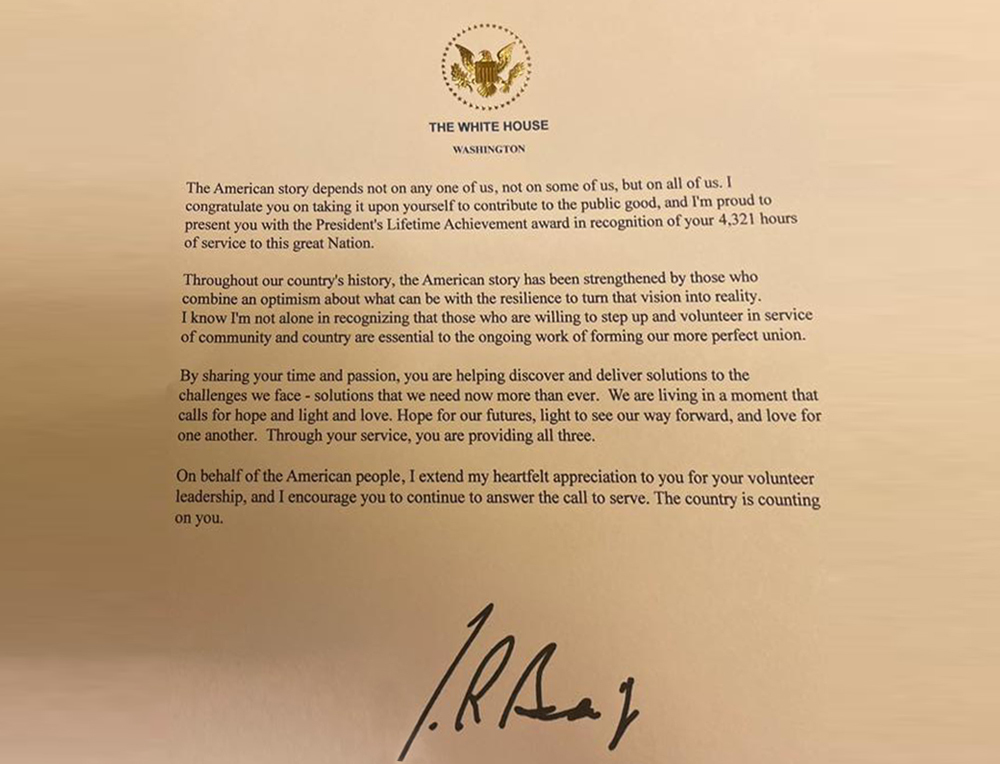 THE WHITE HOUSE
WASHINGTON
The American story depends not on any one of us, not on some of us, but on all of us. I
congratulate you on taking it upon yourself to contribute to the public good, and I'm proud to
present you with the President's Lifetime Achievement award in recognition of your 4,321 hours
of service to this great Nation.
Throughout our country's history, the American story has been strengthened by those who
combine an optimism about what can be with the resilience to turn that vision into reality.
I know I'm not alone in recognizing that those who are willing to step up and volunteer in service
of community and country are essential to the ongoing work of forming our more perfect union.
By sharing your time and passion, you are helping discover and deliver solutions to the
challenges we face - solutions that we need now more than ever.  We are living in a moment that
calls for hope and light and love. Hope for our futures, light to see our way forward, and love for
one another.  Through your service, you are providing all three.
On behalf of the American people, I extend my heartfelt appreciation to you for your volunteer
leadership, and I encourage you to continue to answer the call to serve. The country is counting
on you.